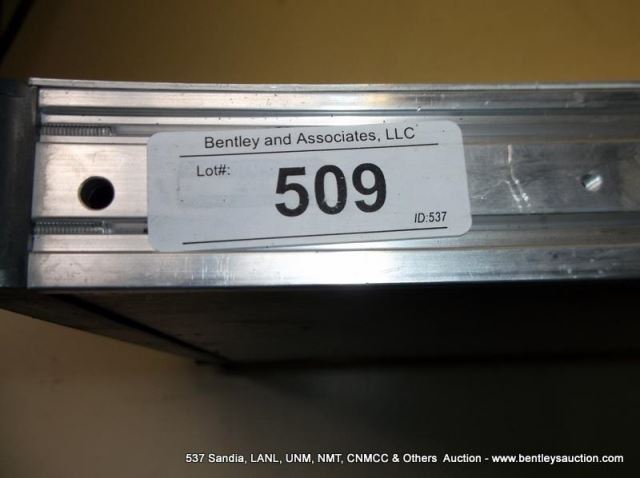 Bentley and Associates, LLC
Lot#:
509
ID:537
537 Sandia, LANL, UNM, NMT, CNMCC & Others Auction - www.bentleysauction.com